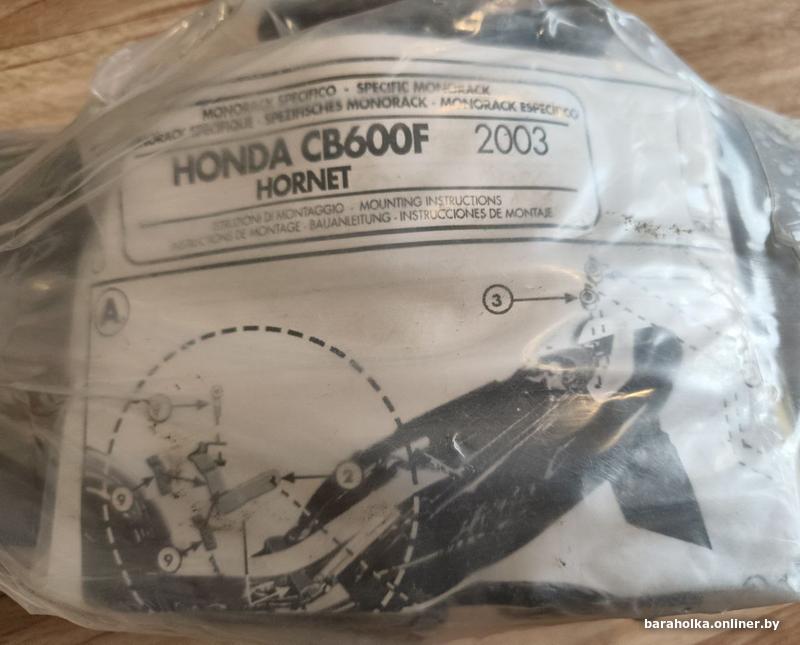 MONORACK SPECIFICO - SPECIFIC MONORACK
SPECIFIQUE - SPEZIFISCHES MONORACK - MONORACK ESPECIFICO
HONDA CB600F 2003
HORNET
ISTRUZIONI DI MONTAGGIO - MOUNTING INSTRUCTIONS
INSTRUCTIONS DE MONTAGE - BAUANLEITUNG - INSTRUCCIONES DE MONTAJE
A
3
2
9
9
baraholka.onliner.by